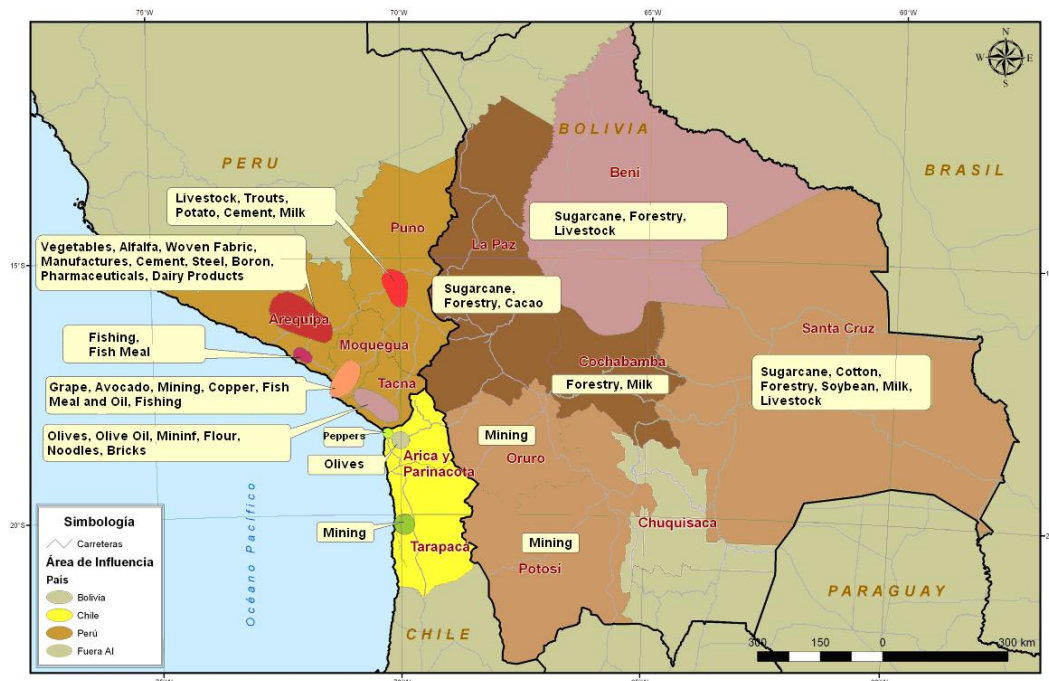 75°W
70°W
65°W
60°W
N
W
E
S
BOLIVIA
PERU
BRASIL
Beni
Livestock, Trouts,
Potato, Cement, Milk
Puno
Sugarcane, Forestry,
Livestock
La Paz
Vegetables, Alfalfa, Woven Fabric,
Manufactures, Cement, Steel, Boron,
Pharmaceuticals, Dairy Products
15°S
Sugarcane,
Forestry, Cacao
Arequipa
Santa Cruz
Fishing,
Fish Meal
Moquegua
Cochabamba
Sugarcane, Cotton,
Forestry, Soybean, Milk,
Livestock
Tacna
Forestry, Milk
Grape, Avocado, Mining, Copper, Fish
Meal and Oil, Fishing
Olives, Olive Oil, Mininf, Flour,
Noodles, Bricks
Peppers
Mining
Oruro
Olives
Arica y
Parinacota
20°S
Chuquisaca
Mining
Tarapacá
Mining
Potosí
Océano Pacífico
PARAGUAY
CHILE
Simbología
Carreteras
Área de Influencia
País
Bolivia
Chile
Perú
Fuera AI
300
150
0
300 km